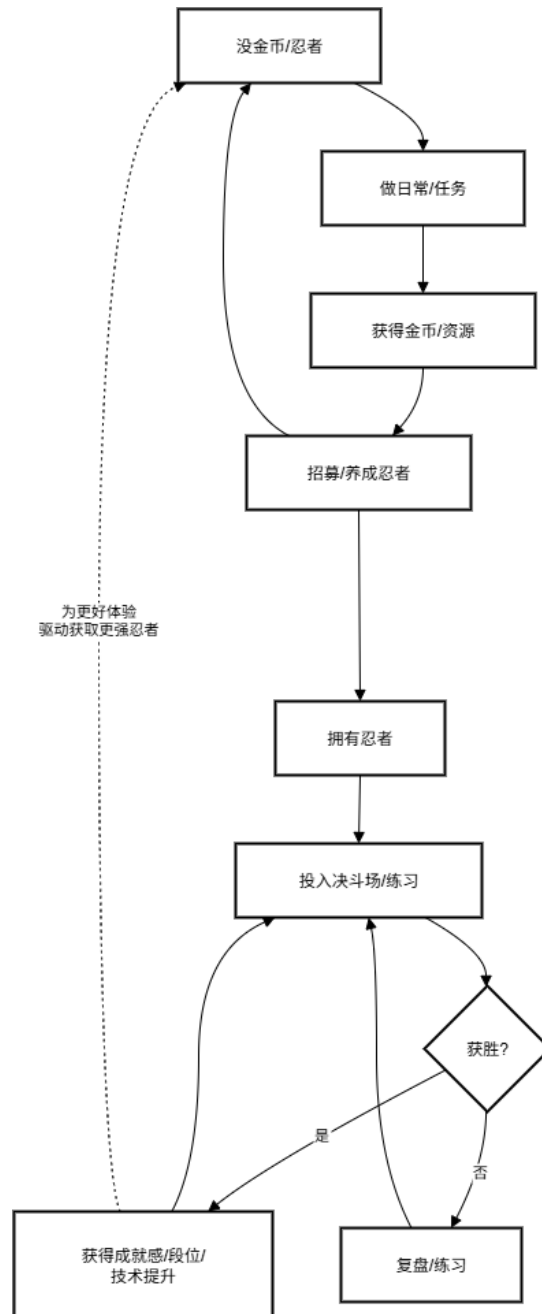 没金币/忍者
做日常/任务
获得金币/资源
招募/养成忍者
为更好体验
驱动获取更强忍者
拥有忍者
投入决斗场/练习
获胜?
是
否
获得成就感/段位/
技术提升
复盘/练习